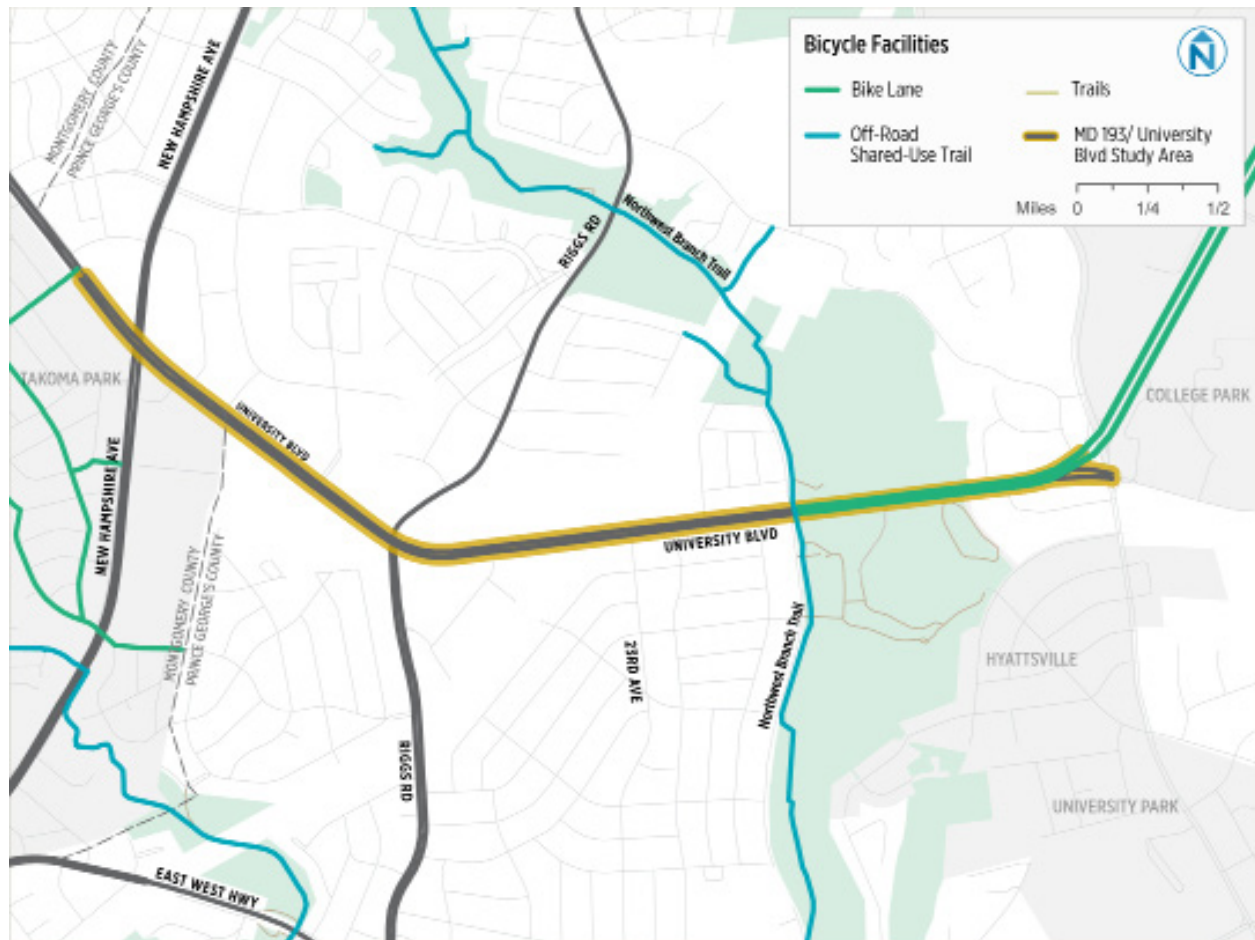 Bicycle Facilities
N
Bike Lane
Trails
Off-Road
Shared-Use Trail
MD 193/ University
Blvd Study Area
Miles 0 1/4 1/2
MONTGOMERY COUNTY
PRINCE GEORGE'S COUNTY
NEW HAMPSHIRE AVE
RIGGS RD
Northwest Branch Trail
TAKOMA PARK
COLLEGE PARK
UNIVERSITY BLVD
NEW HAMPSHIRE AVE
UNIVERSITY BLVD
MONTGOMERY COUNTY
PRINCE GEORGE'S COUNTY
23RD AVE
Northwest Branch Trail
HYATTSVILLE
RIGGS RD
UNIVERSITY PARK
EAST WEST HWY